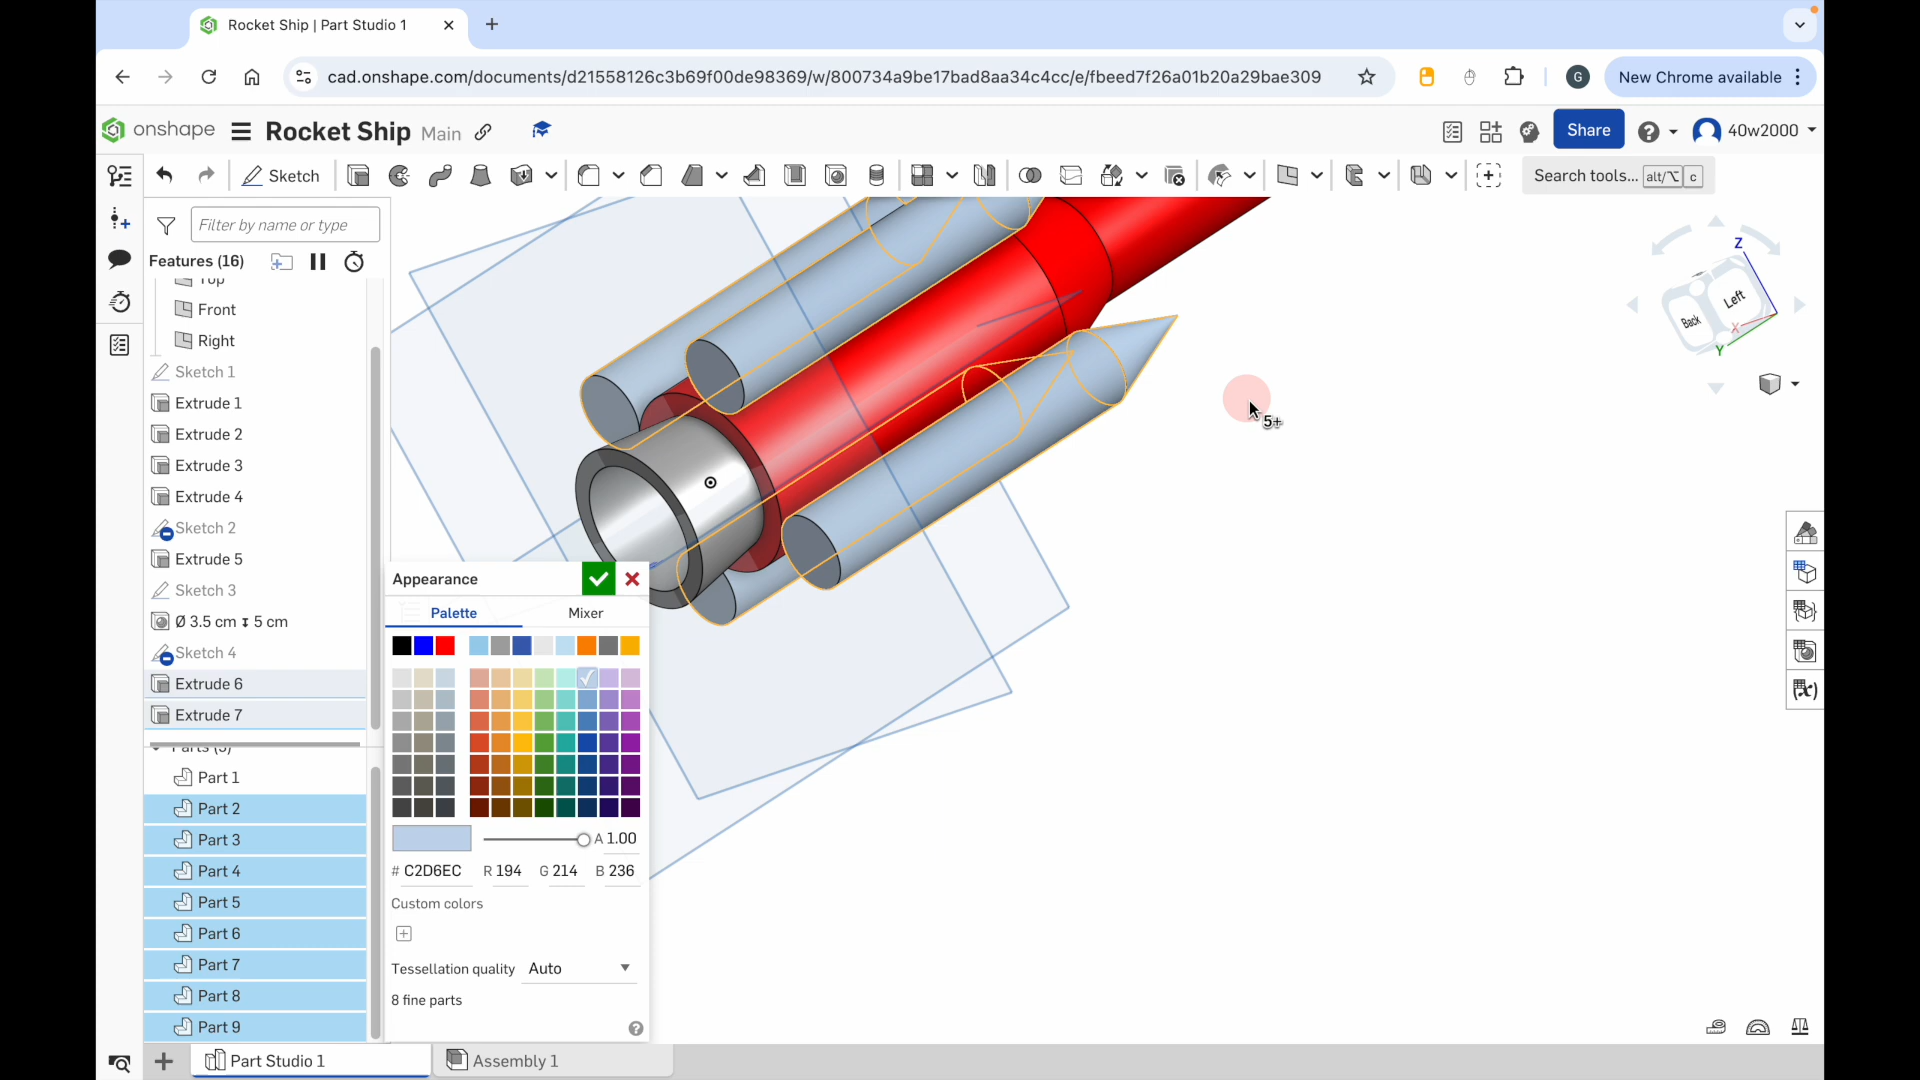 Rocket Ship | Part Studio 1
cad.onshape.com/documents/d21558126c3b69f00de98369/w/800734a9be17bad8aa34c4cc/e/fbeed7f26a01b20a29bae309
G
New Chrome available
onshape
Rocket Ship Main
Share
40w2000
Sketch
Search tools... alt/⌥ c
Filter by name or type
Features (16)
Top
Front
Right
Sketch 1
Extrude 1
Extrude 2
Extrude 3
Extrude 4
Sketch 2
Extrude 5
Sketch 3
Ø 3.5 cm ↧ 5 cm
Sketch 4
Extrude 6
Extrude 7
Part 1
Part 2
Part 3
Part 4
Part 5
Part 6
Part 7
Part 8
Part 9
Z
Left
Back
X
Y
5+
Appearance
Palette
Mixer
A 1.00
# C2D6EC R 194 G 214 B 236
Custom colors
Tessellation quality Auto
8 fine parts
Part Studio 1
Assembly 1